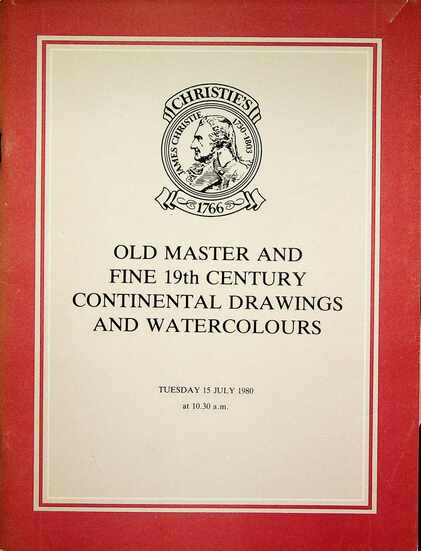 CHRISTIE'S
JAMES CHRISTIE 1730-1803
1766
OLD MASTER AND
FINE 19th CENTURY
CONTINENTAL DRAWINGS
AND WATERCOLOURS
TUESDAY 15 JULY 1980
at 10.30 a.m.